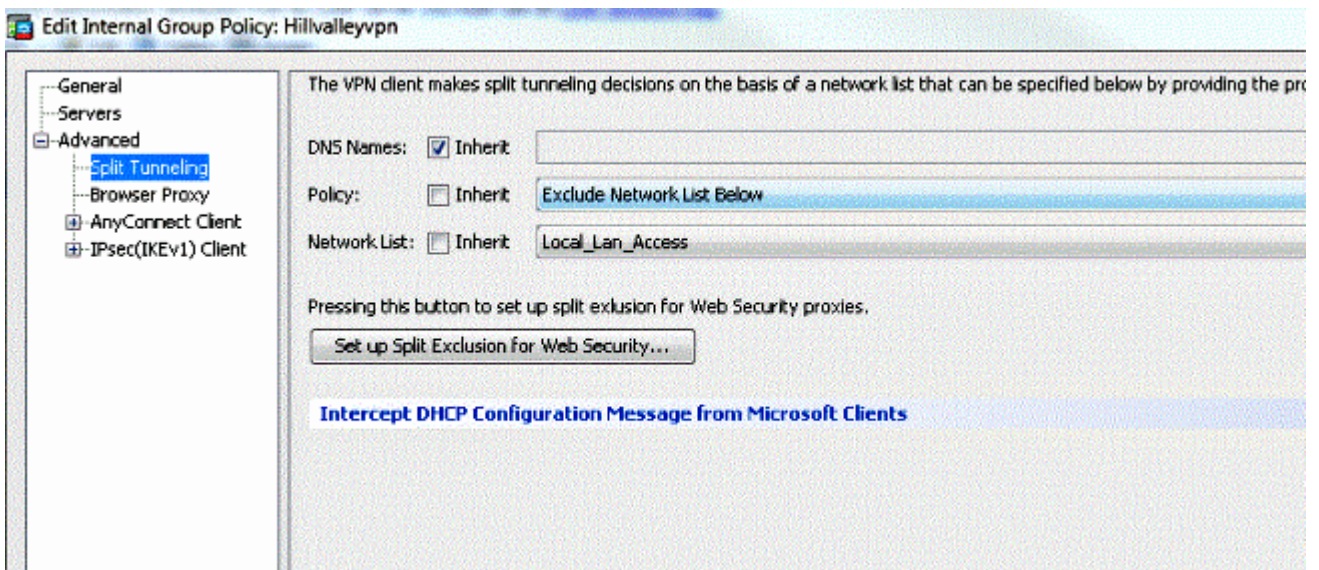 Edit Internal Group Policy: Hillvalleyvpn
General
Servers
Advanced
Split Tunneling
Browser Proxy
AnyConnect Client
IPsec(IKEv1) Client
The VPN client makes split tunneling decisions on the basis of a network list that can be specified below by providing the pro
DNS Names: Inherit
Policy: Inherit Exclude Network List Below
Network List: Inherit Local_Lan_Access
Pressing this button to set up split exlusion for Web Security proxies.
Set up Split Exclusion for Web Security...
Intercept DHCP Configuration Message from Microsoft Clients